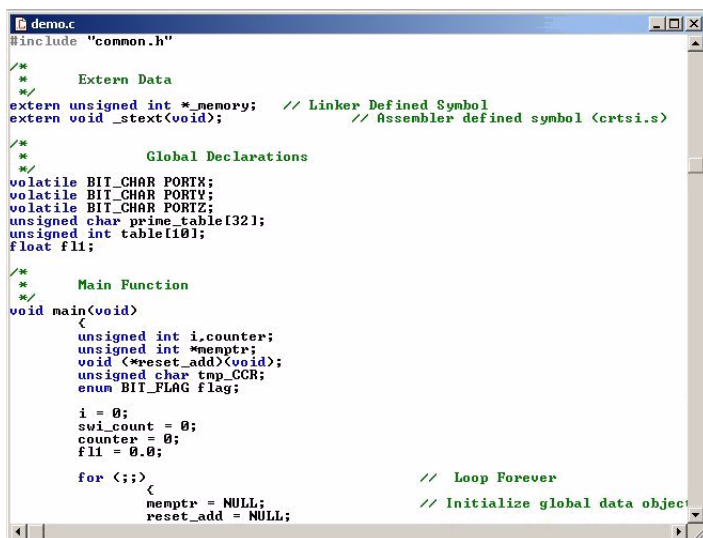 demo.c
#include "common.h"
/*
*       Extern Data
*/
extern unsigned int *_memory;   // Linker Defined Symbol
extern void _stext(void);               // Assembler defined symbol (crtsi.s)
/*
*               Global Declarations
*/
volatile BIT_CHAR PORTX;
volatile BIT_CHAR PORTY;
volatile BIT_CHAR PORTZ;
unsigned char prime_table[32];
unsigned int table[10];
float fl1;
/*
*       Main Function
*/
void main(void)
{
unsigned int i,counter;
unsigned int *memptr;
void (*reset_add)(void);
unsigned char tmp_CCR;
enum BIT_FLAG flag;
i = 0;
swi_count = 0;
counter = 0;
fl1 = 0.0;
for (;;)                                //  Loop Forever
{
memptr = NULL;                  // Initialize global data object
reset_add = NULL;